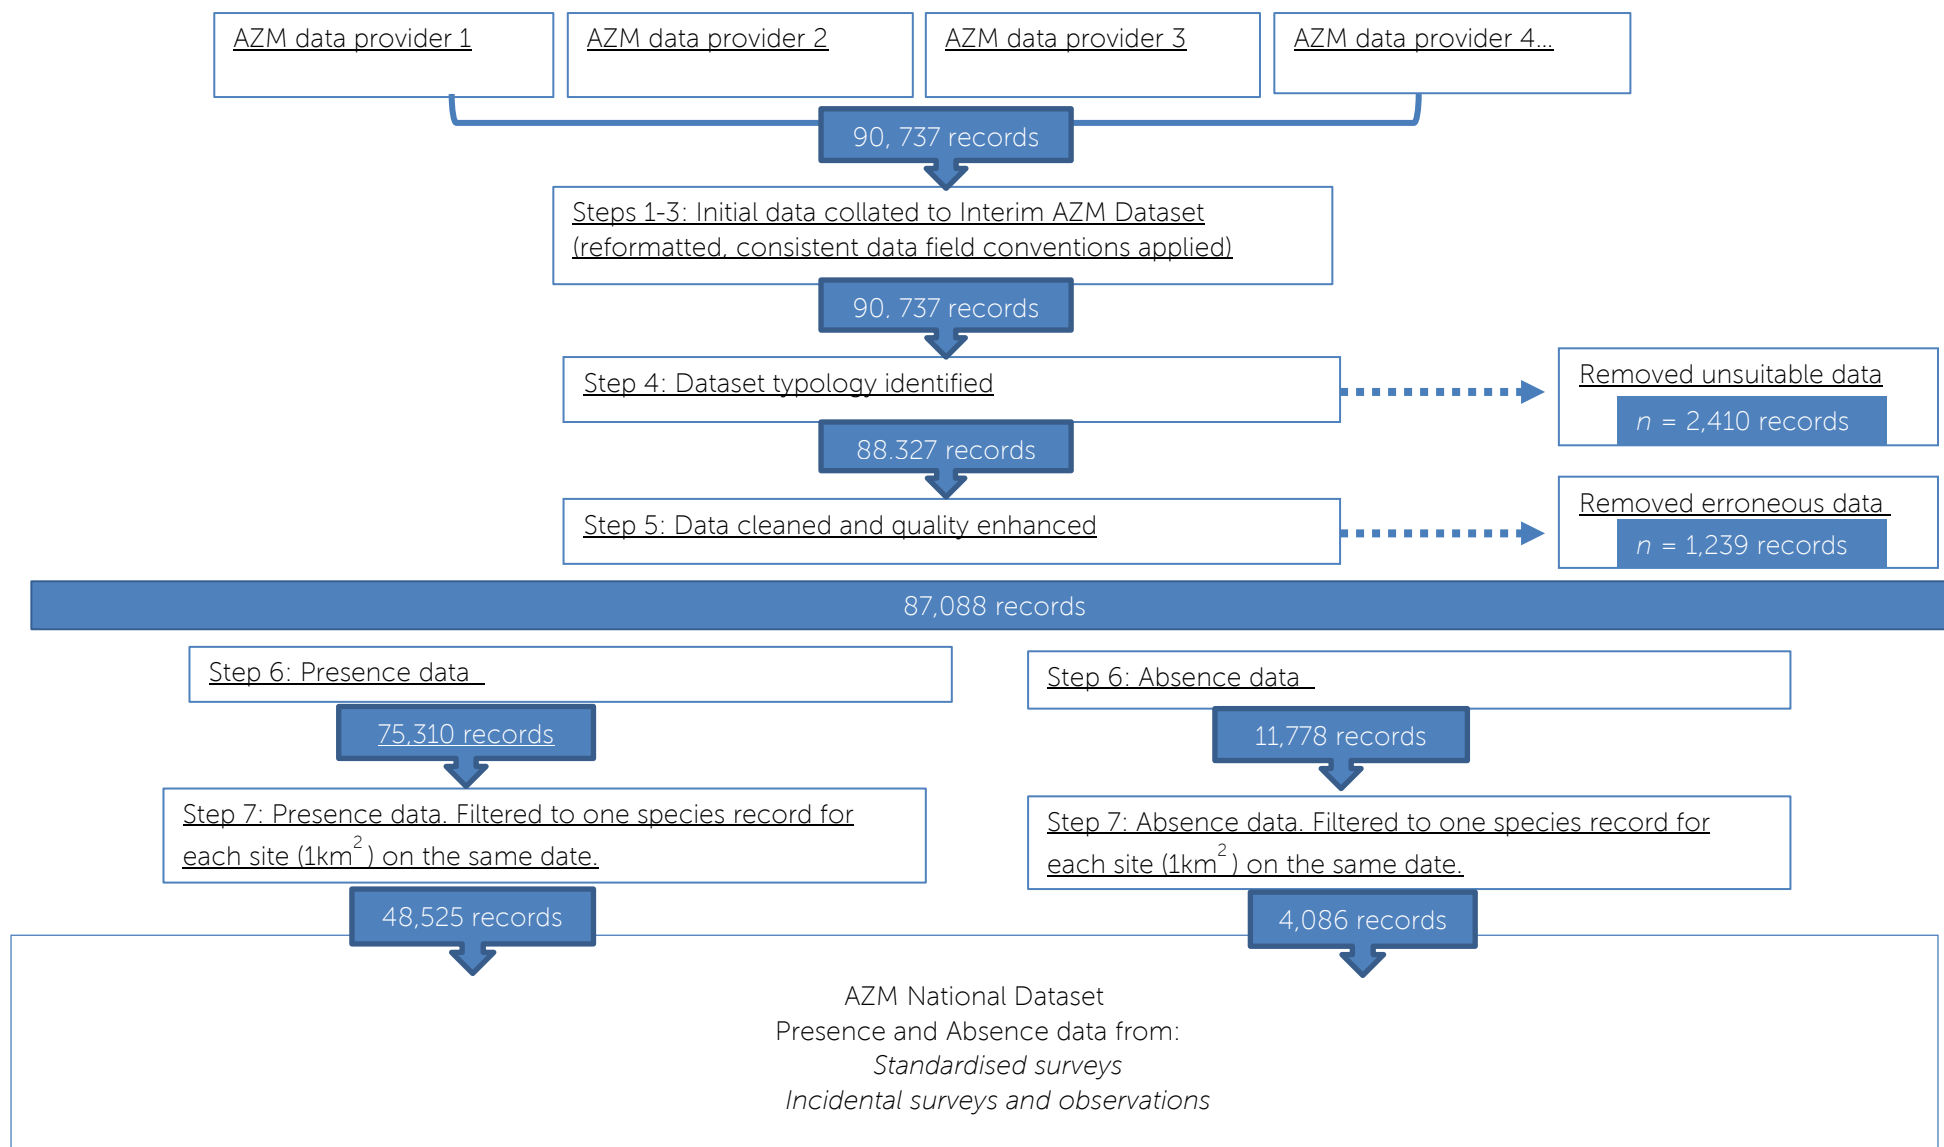 AZM data provider 1
AZM data provider 2
AZM data provider 3
AZM data provider 4...
90, 737 records
Steps 1-3: Initial data collated to Interim AZM Dataset
(reformatted, consistent data field conventions applied)
90, 737 records
Step 4: Dataset typology identified
Removed unsuitable data
n = 2,410 records
88.327 records
Step 5: Data cleaned and quality enhanced
Removed erroneous data
n = 1,239 records
87,088 records
Step 6: Presence data
Step 6: Absence data
75,310 records
11,778 records
Step 7: Presence data. Filtered to one species record for
each site (1km²) on the same date.
Step 7: Absence data. Filtered to one species record for
each site (1km²) on the same date.
48,525 records
4,086 records
AZM National Dataset
Presence and Absence data from:
Standardised surveys
Incidental surveys and observations